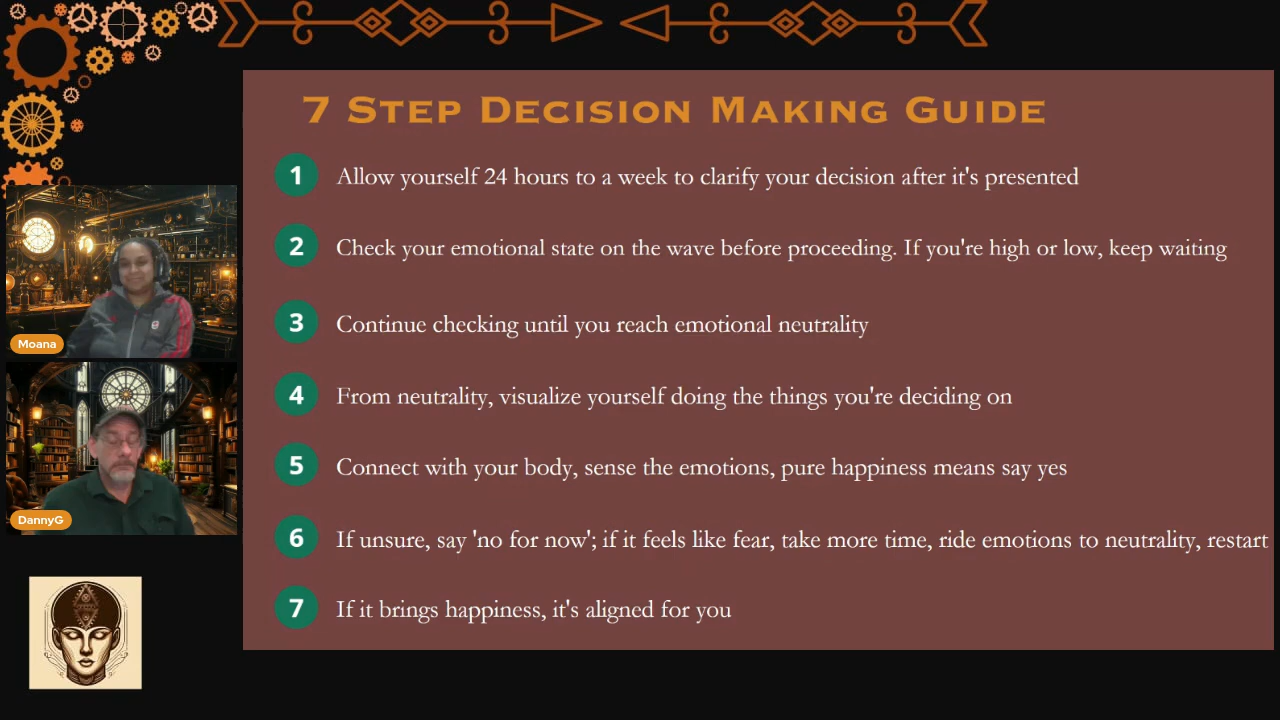 7 Step Decision Making Guide
1 Allow yourself 24 hours to a week to clarify your decision after it's presented
2 Check your emotional state on the wave before proceeding. If you're high or low, keep waiting
3 Continue checking until you reach emotional neutrality
4 From neutrality, visualize yourself doing the things you're deciding on
5 Connect with your body, sense the emotions, pure happiness means say yes
6 If unsure, say 'no for now'; if it feels like fear, take more time, ride emotions to neutrality, restart
7 If it brings happiness, it's aligned for you
Moana
DannyG